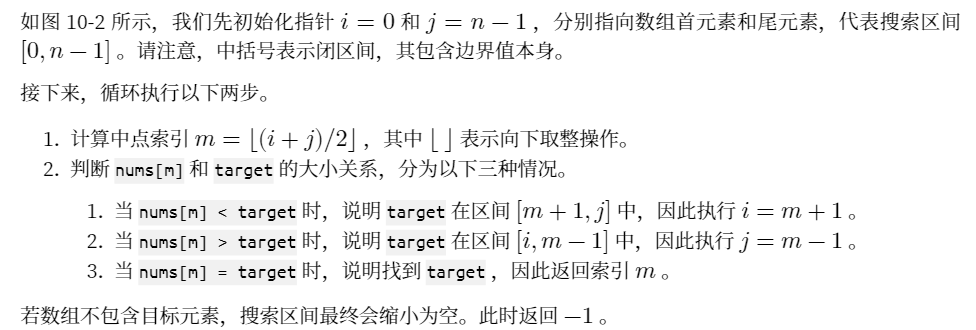 如图 10-2 所示，我们先初始化指针 i = 0 和 j = n − 1 ，分别指向数组首元素和尾元素，代表搜索区间
[0, n − 1] 。请注意，中括号表示闭区间，其包含边界值本身。
接下来，循环执行以下两步。
1. 计算中点索引 m = ⌊(i + j)/2⌋ ，其中 ⌊ ⌋ 表示向下取整操作。
2. 判断 nums[m] 和 target 的大小关系，分为以下三种情况。
1. 当 nums[m] < target 时，说明 target 在区间 [m + 1, j] 中，因此执行 i = m + 1 。
2. 当 nums[m] > target 时，说明 target 在区间 [i, m − 1] 中，因此执行 j = m − 1 。
3. 当 nums[m] = target 时，说明找到 target ，因此返回索引 m 。
若数组不包含目标元素，搜索区间最终会缩小为空。此时返回 −1 。